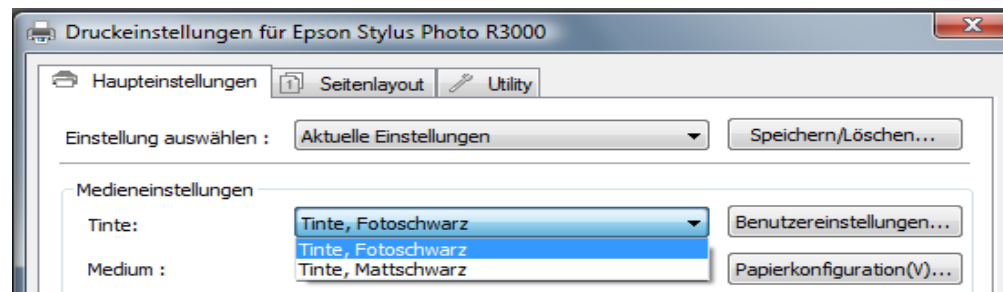 Druckeinstellungen für Epson Stylus Photo R3000
Haupteinstellungen
1 Seitenlayout
Utility
Einstellung auswählen :
Aktuelle Einstellungen
Speichern/Löschen...
Medieneinstellungen
Tinte:
Tinte, Fotoschwarz
Benutzereinstellungen...
Tinte, Fotoschwarz
Tinte, Mattschwarz
Medium :
Papierkonfiguration(V)...